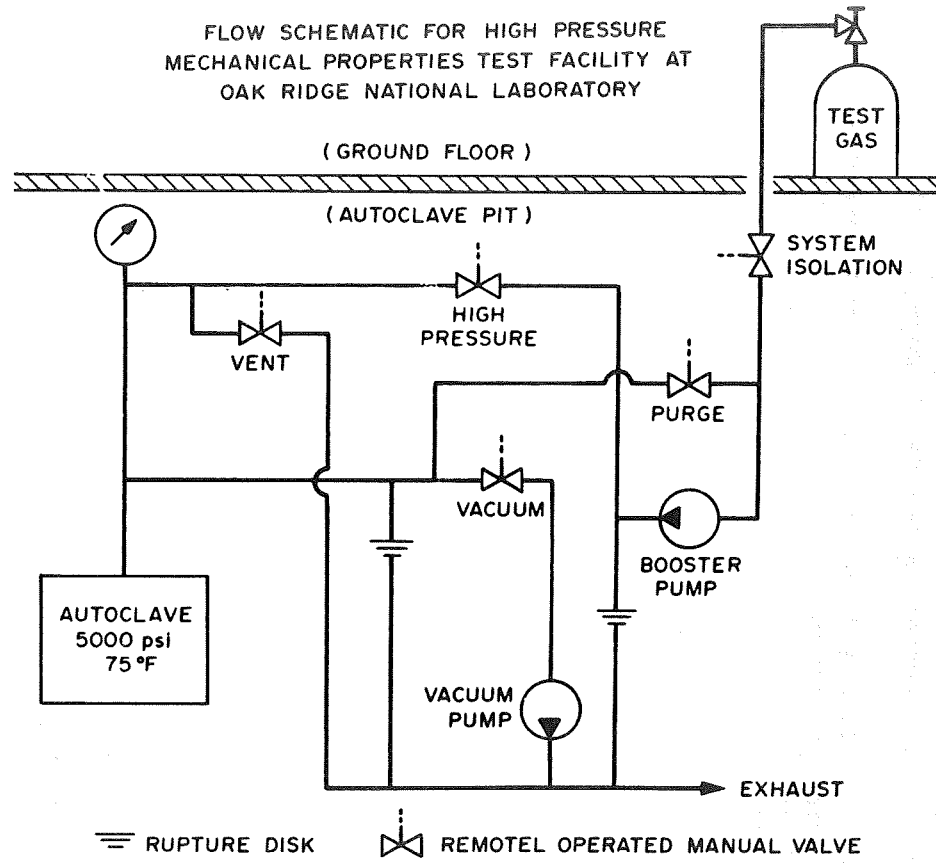 FLOW SCHEMATIC FOR HIGH PRESSURE
MECHANICAL PROPERTIES TEST FACILITY AT
OAK RIDGE NATIONAL LABORATORY
TEST
GAS
( GROUND FLOOR )
( AUTOCLAVE PIT )
SYSTEM
ISOLATION
HIGH
PRESSURE
VENT
PURGE
VACUUM
BOOSTER
PUMP
AUTOCLAVE
5000 psi
75 °F
VACUUM
PUMP
EXHAUST
RUPTURE DISK
REMOTEL OPERATED MANUAL VALVE